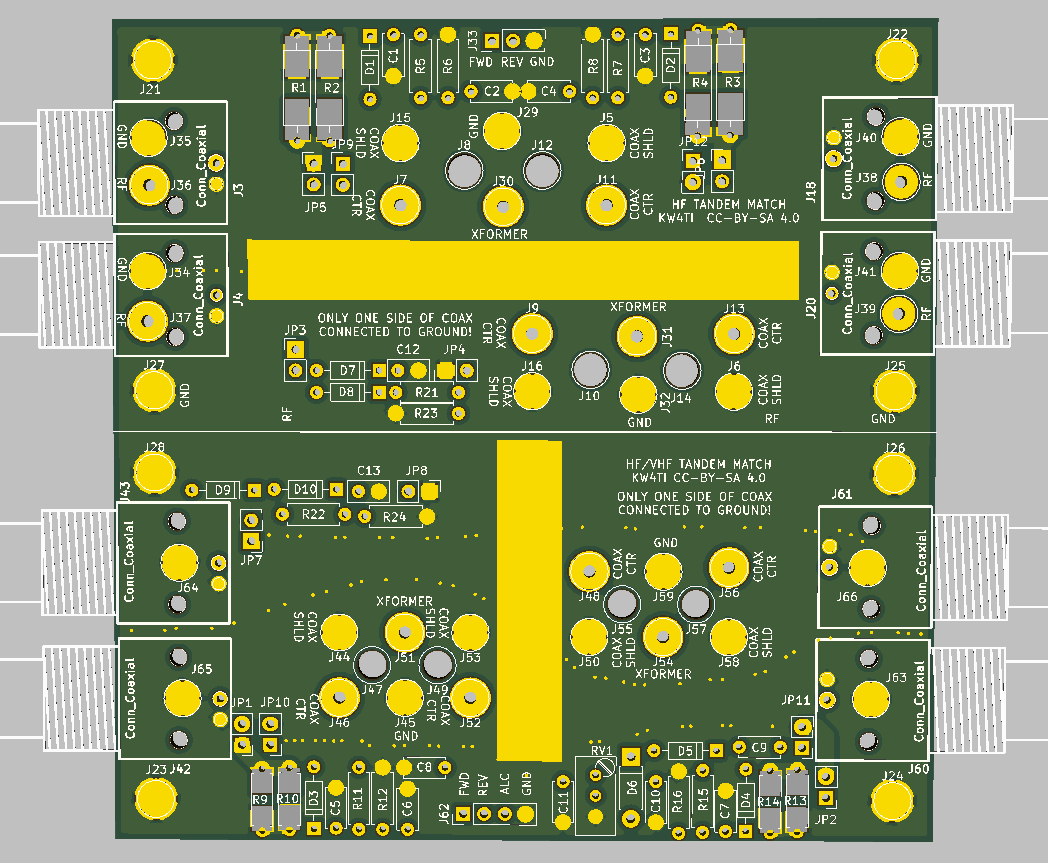 J22
J21
J33
FWD REV GND
D1
C1
R5
R6
R8
R7
C3
D2
R1
R2
R4
R3
C2
C4
J29
GND
J15
COAX
SHLD
J5
COAX
SHLD
J8
J12
JP9
JP12
JP5
GND
J35
RF
J36
Conn_Coaxial
J3
J7
COAX
CTR
J30
XFORMER
J11
COAX
CTR
HF TANDEM MATCH
KW4TI CC-BY-SA 4.0
J18
Conn_Coaxial
J40
GND
J38
RF
GND
J34
RF
J37
Conn_Coaxial
J4
J20
Conn_Coaxial
J41
GND
J39
RF
ONLY ONE SIDE OF COAX
CONNECTED TO GROUND!
J9
COAX
CTR
XFORMER
J31
J13
COAX
CTR
JP3
D7
C12
JP4
D8
R21
R23
J16
COAX
SHLD
J10
J32
J14
GND
J6
COAX
SHLD
J27
GND
RF
RF
J25
GND
J28
J26
J43
D9
D10
C13
JP8
R22
R24
JP7
HF/VHF TANDEM MATCH
KW4TI CC-BY-SA 4.0
ONLY ONE SIDE OF COAX
CONNECTED TO GROUND!
J61
Conn_Coaxial
J64
Conn_Coaxial
J66
J48
COAX
CTR
GND
J59
J56
COAX
CTR
J55
J57
J50
COAX
SHLD
J54
XFORMER
J58
COAX
SHLD
XFORMER
COAX
SHLD
J44
J51
COAX
SHLD
J53
J47
J49
J46
COAX
CTR
J45
GND
COAX
CTR
J52
Conn_Coaxial
J65
J42
JP1
JP10
J63
Conn_Coaxial
J60
JP11
J23
R9
R10
D3
C5
R11
R12
C6
C8
J62
FWD
REV
ALC
GND
C11
RV1
D6
D5
C9
C10
R16
R15
C7
D4
R14
R13
JP2
J24